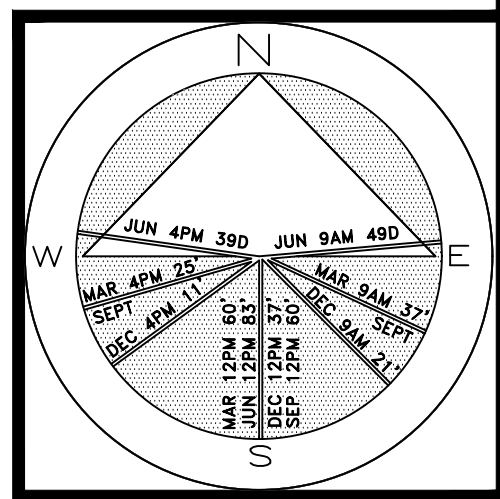 N
JUN 4PM 39D
JUN 9AM 49D
W
E
MAR 4PM 25'
SEPT
DEC 4PM 11'
MAR 9AM 37'
SEPT
DEC 9AM 21'
MAR 12PM 60'
JUN 12PM 83'
DEC 12PM 37'
SEP 12PM 60'
S